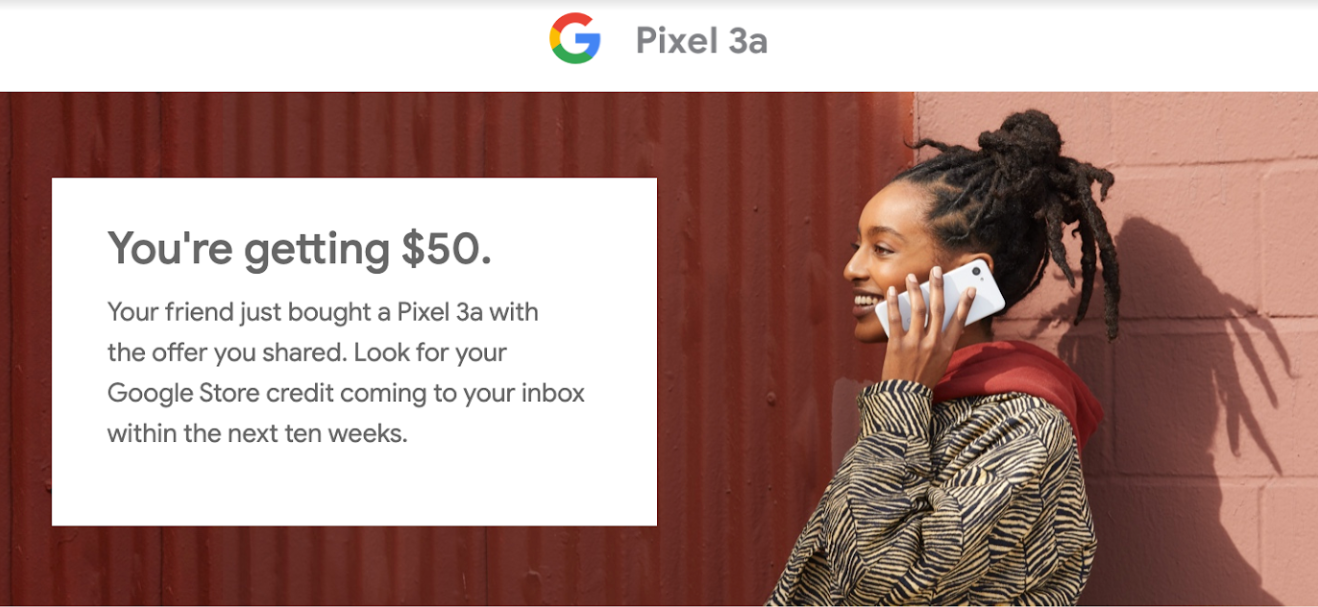 Pixel 3a
You're getting $50.
Your friend just bought a Pixel 3a with
the offer you shared. Look for your
Google Store credit coming to your inbox
within the next ten weeks.